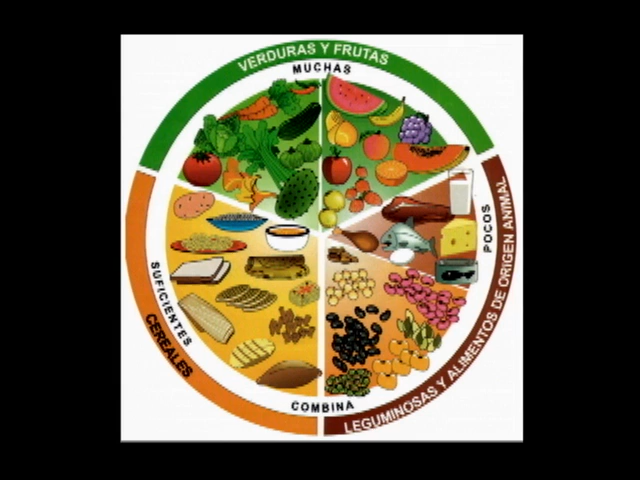 VERDURAS Y FRUTAS
MUCHAS
POCOS
LEGUMINOSAS Y ALIMENTOS DE ORIGEN ANIMAL
COMBINA
SUFICIENTES
CEREALES